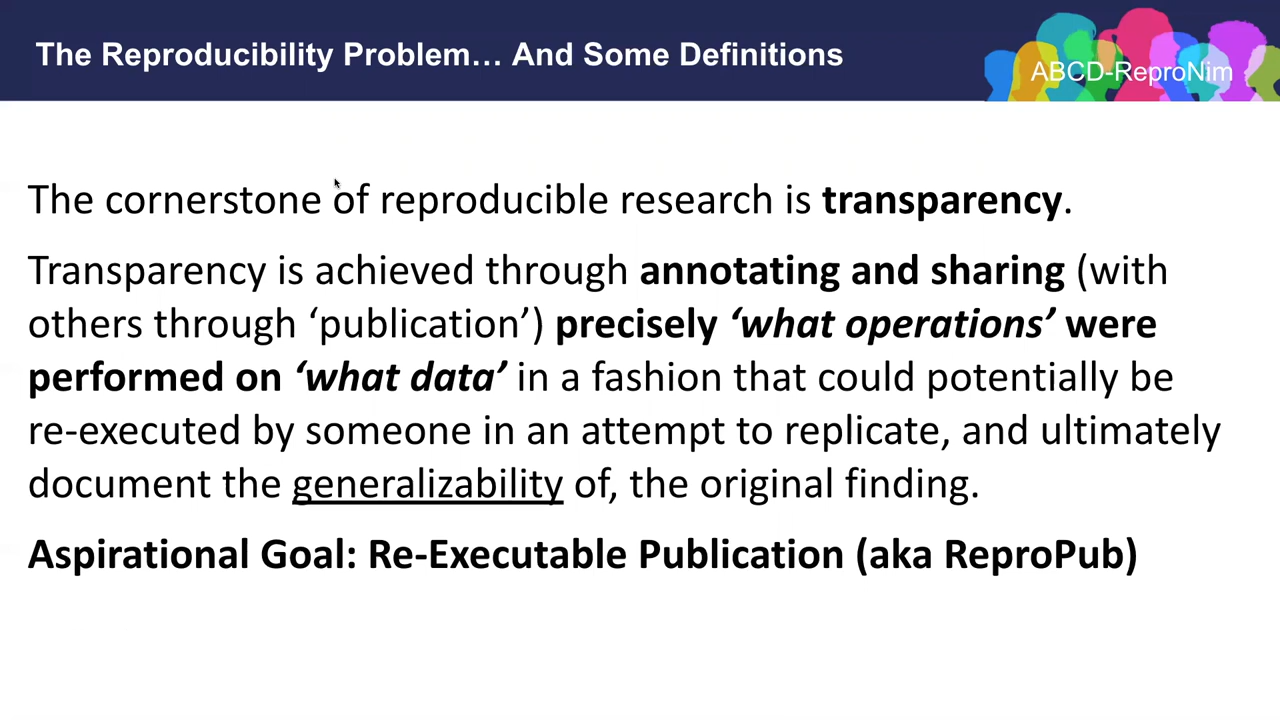 The Reproducibility Problem… And Some Definitions
ABCD-ReproNim
The cornerstone of reproducible research is transparency.
Transparency is achieved through annotating and sharing (with
others through ‘publication’) precisely ‘what operations’ were
performed on ‘what data’ in a fashion that could potentially be
re-executed by someone in an attempt to replicate, and ultimately
document the generalizability of, the original finding.
Aspirational Goal: Re-Executable Publication (aka ReproPub)